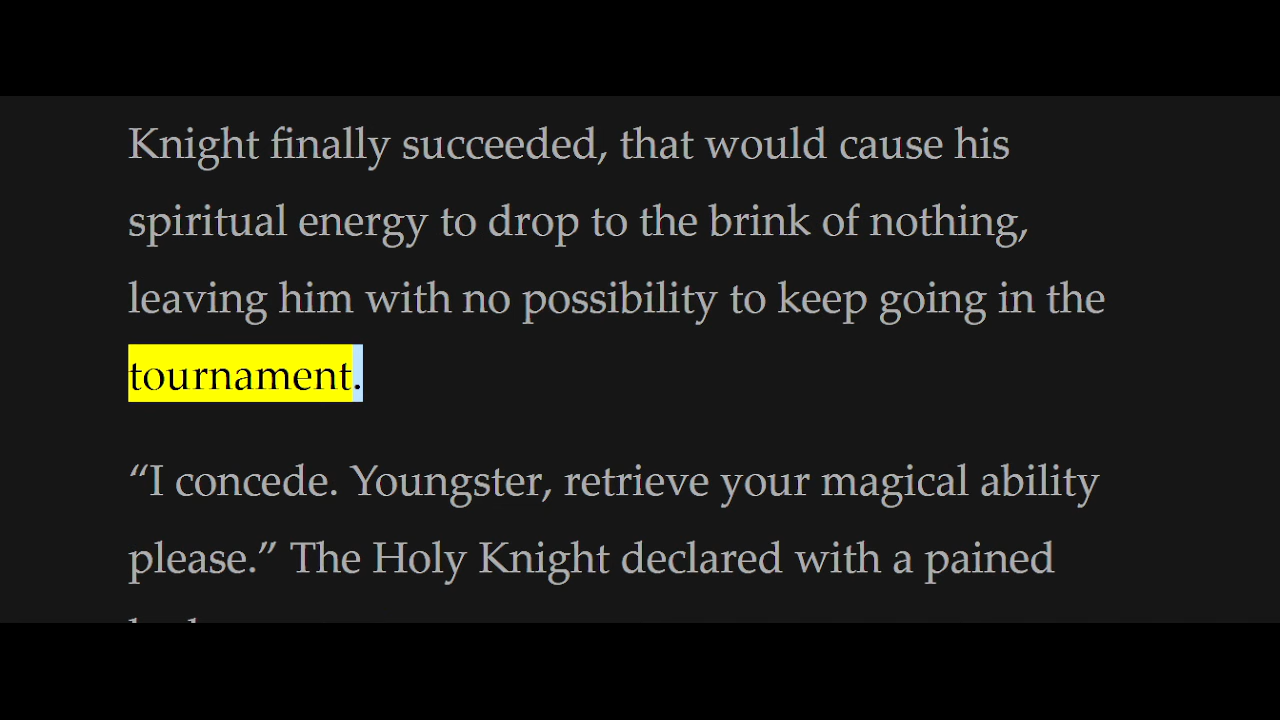 Knight finally succeeded, that would cause his
spiritual energy to drop to the brink of nothing,
leaving him with no possibility to keep going in the
tournament.
“I concede. Youngster, retrieve your magical ability
please.” The Holy Knight declared with a pained